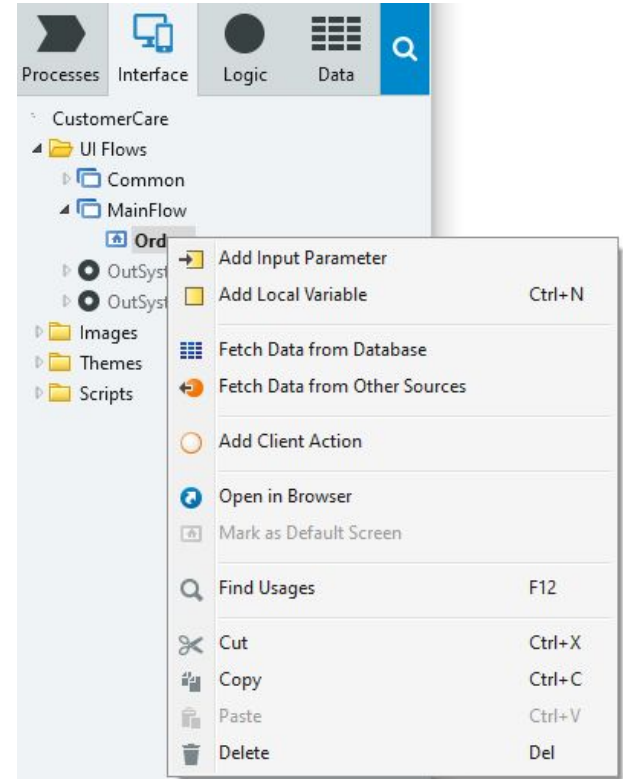 Processes Interface Logic Data
CustomerCare
UI Flows
Common
MainFlow
Ord
OutSyst
OutSyst
Images
Themes
Scripts
Add Input Parameter
Add Local Variable Ctrl+N
Fetch Data from Database
Fetch Data from Other Sources
Add Client Action
Open in Browser
Mark as Default Screen
Find Usages F12
Cut Ctrl+X
Copy Ctrl+C
Paste Ctrl+V
Delete Del